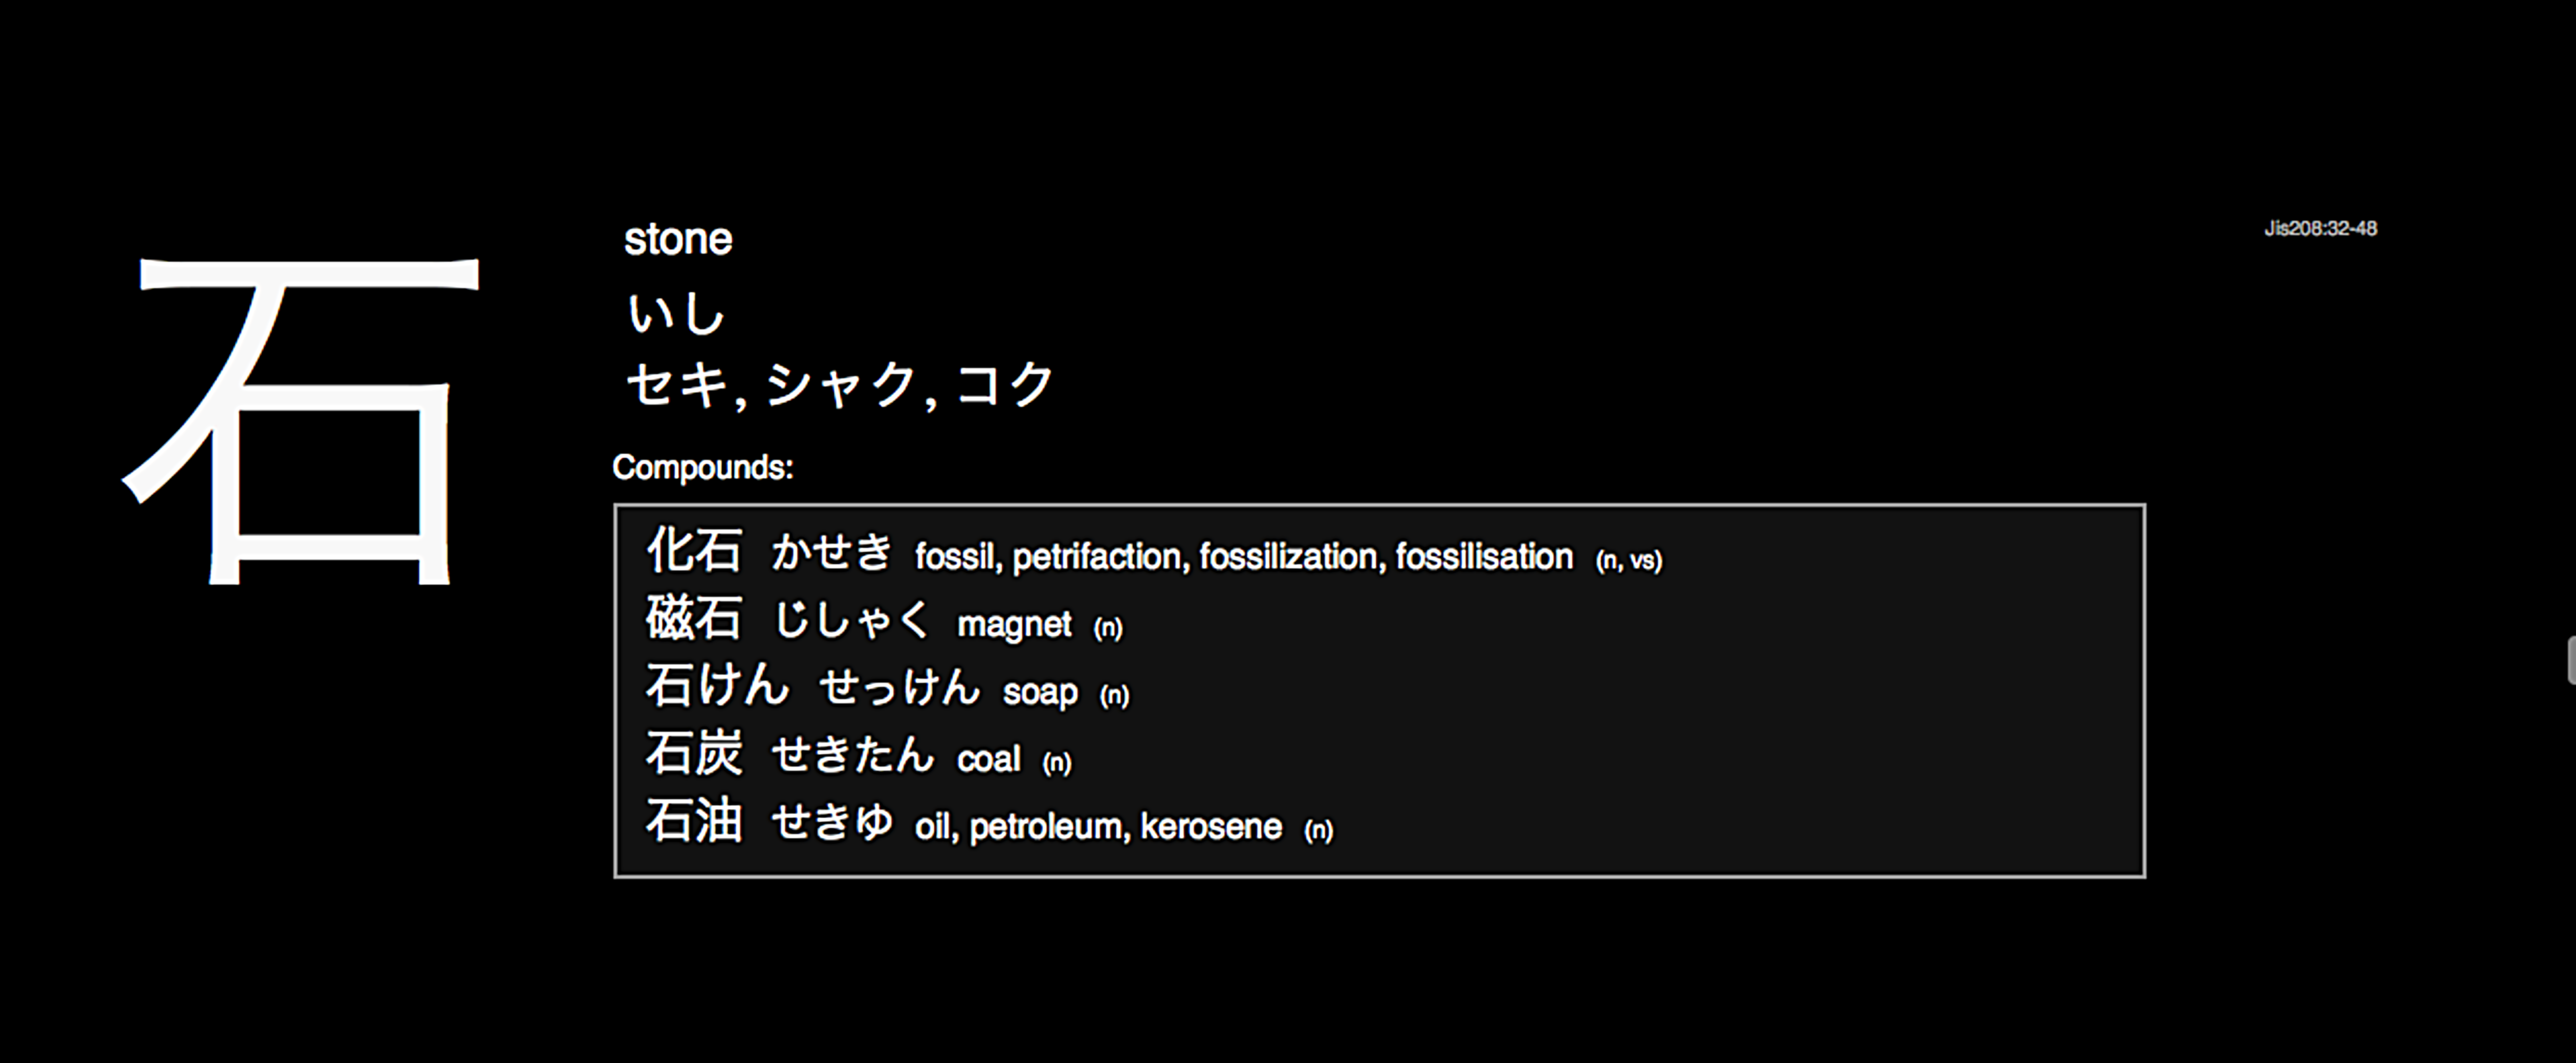 石
stone
いし
セキ, シャク, コク
Jis208:32-48
Compounds:
化石 かせき fossil, petrifaction, fossilization, fossilisation (n, vs)
磁石 じしゃく magnet (n)
石けん せっけん soap (n)
石炭 せきたん coal (n)
石油 せきゆ oil, petroleum, kerosene (n)